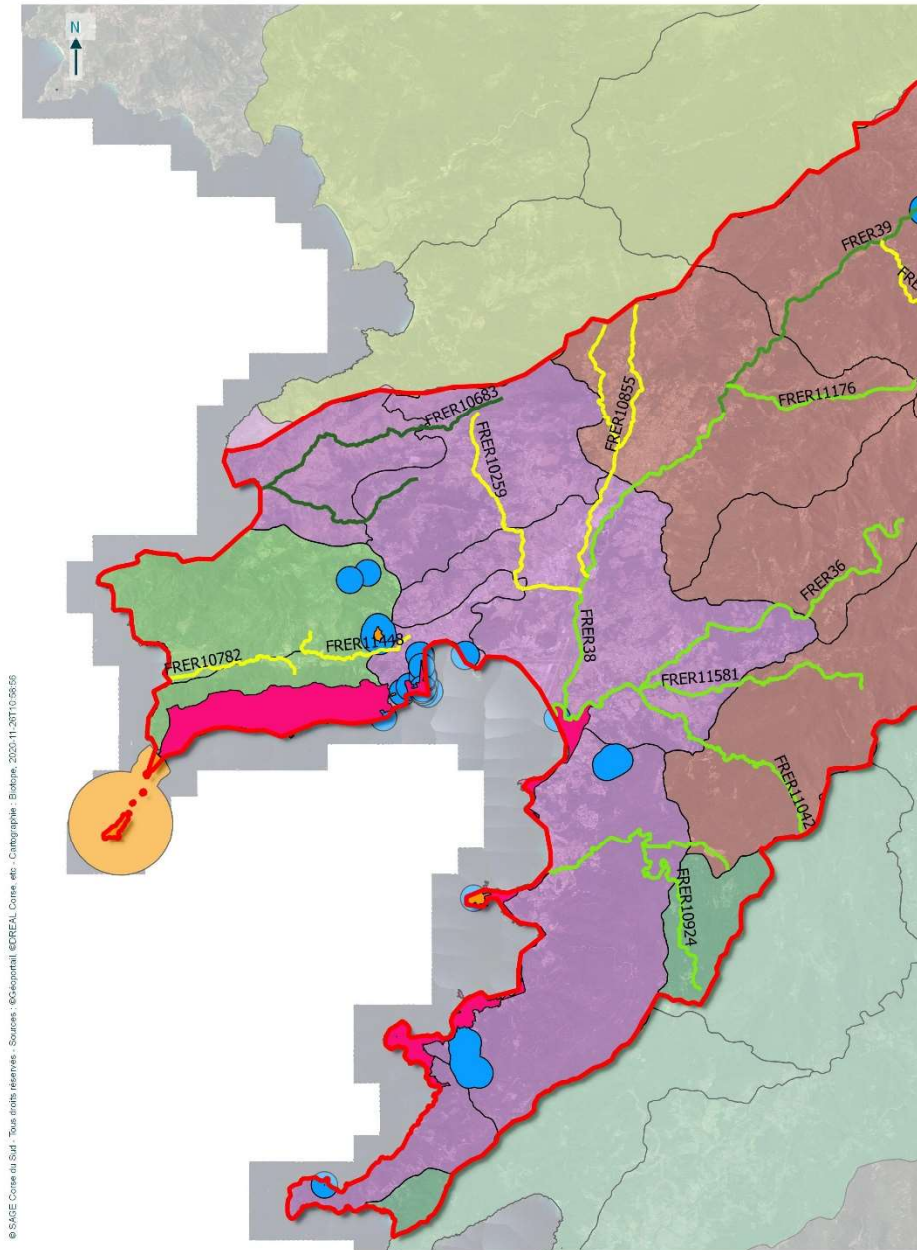 N
FRER39
FRE
FRER11176
FRER10855
FRER10683
FRER10259
FRER36
FRER38
FRER11448
FRER10782
FRER11581
FRER11042
FRER10924
© SAGE Corse du Sud - Tous droits réservés - Sources : ©Géoportail, ©DREAL Corse, etc - Cartographie : Biotope, 2020-11-26T10:56:56